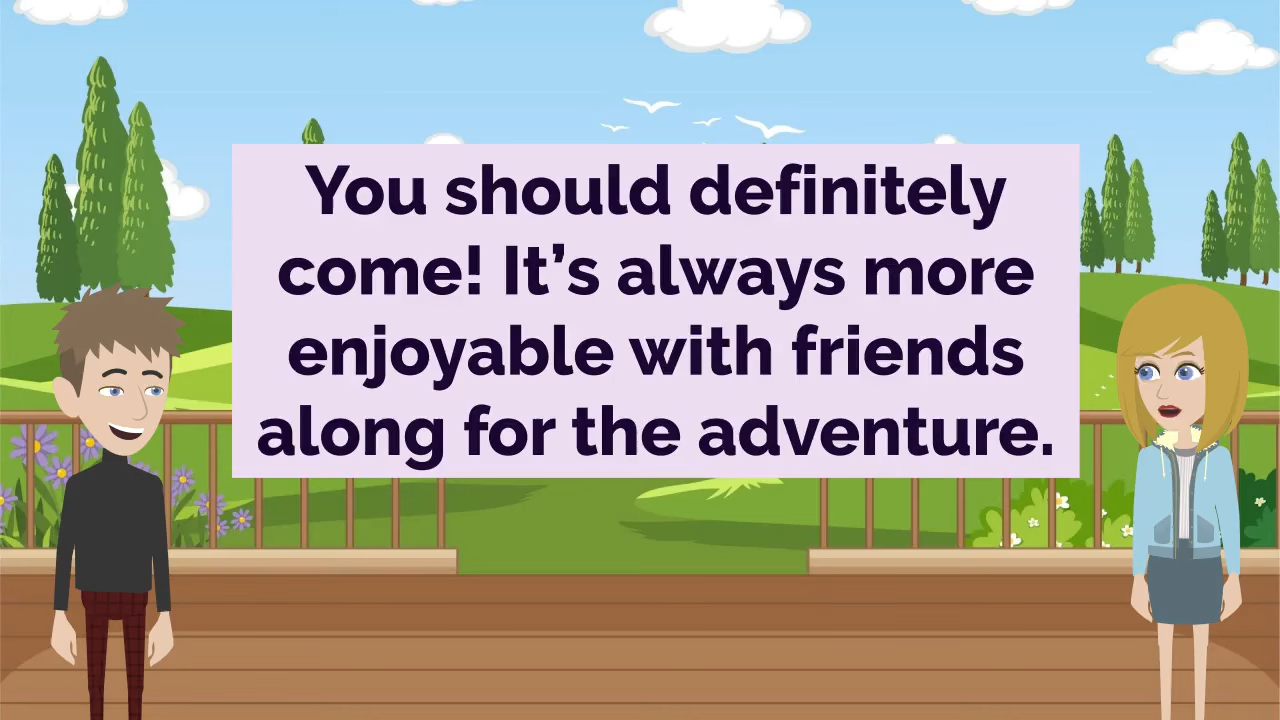 You should definitely
come! It’s always more
enjoyable with friends
along for the adventure.